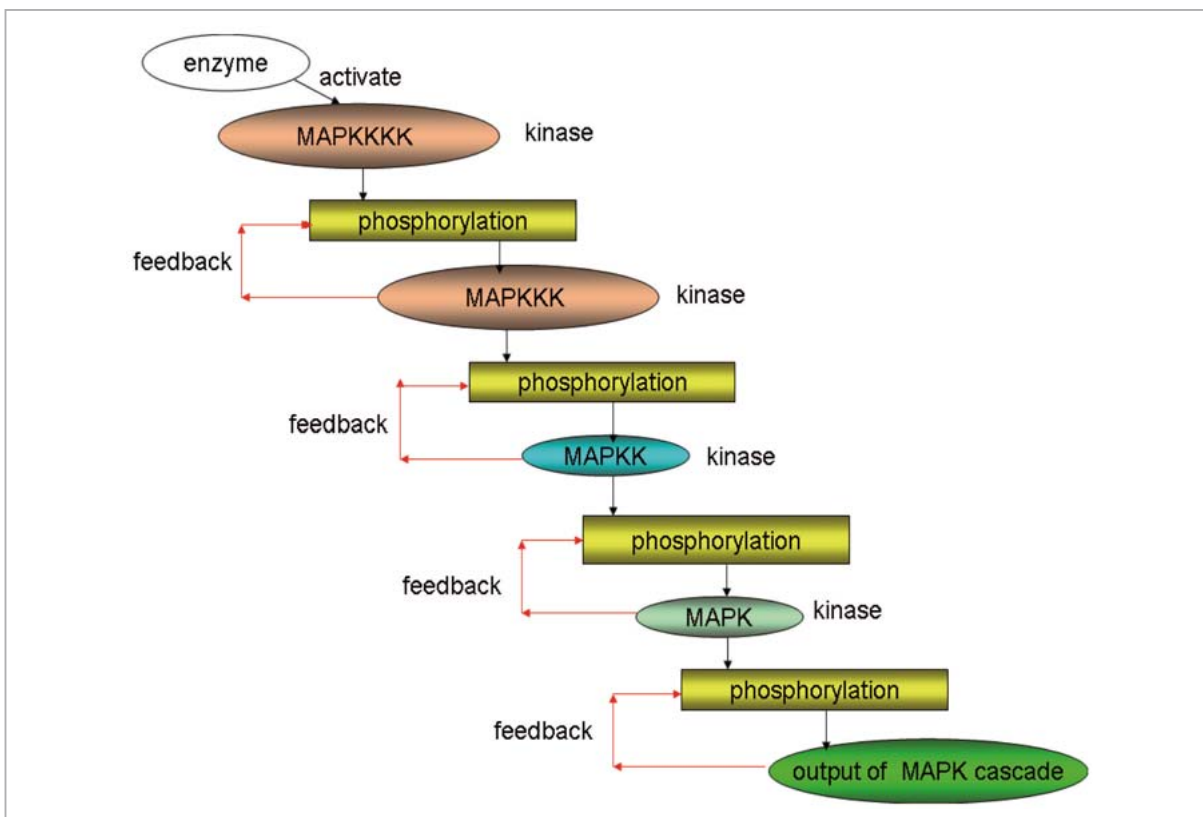 enzyme
activate
MAPKKKK
kinase
phosphorylation
feedback
MAPKKK
kinase
phosphorylation
feedback
MAPKK
kinase
phosphorylation
feedback
MAPK
kinase
phosphorylation
feedback
output of MAPK cascade